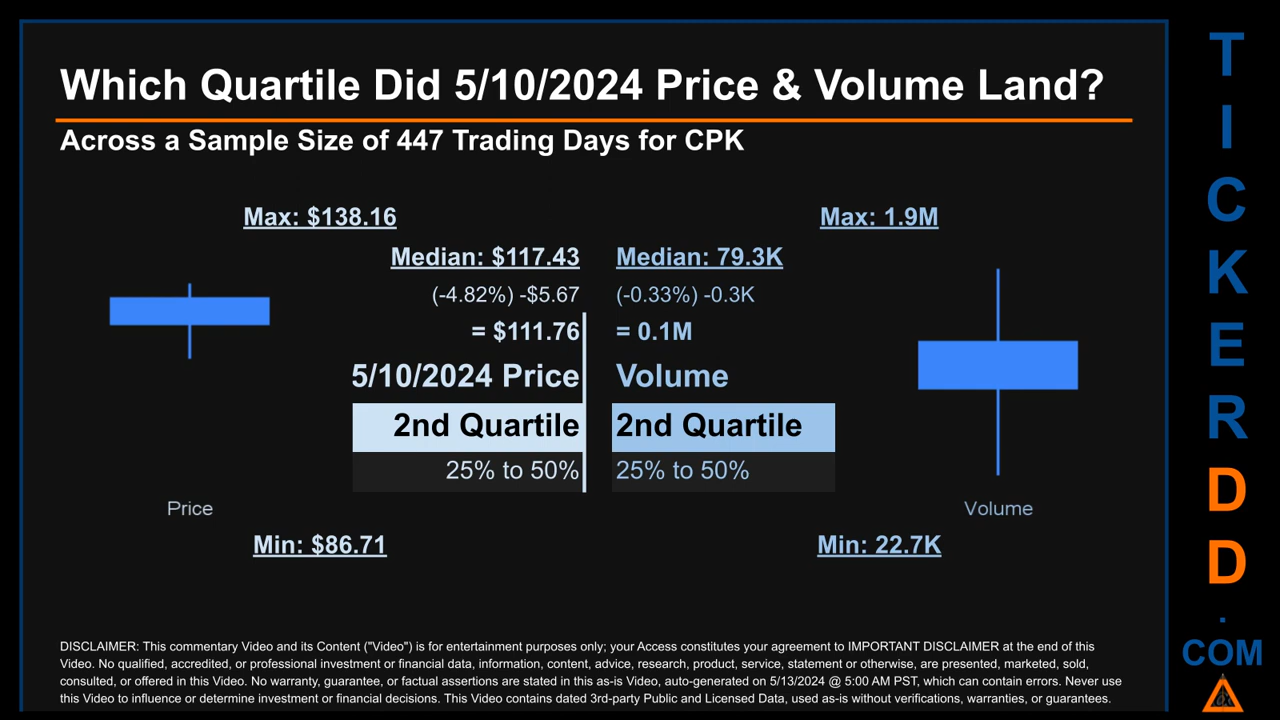 Which Quartile Did 5/10/2024 Price & Volume Land?
Across a Sample Size of 447 Trading Days for CPK
Max: $138.16
Max: 1.9M
Median: $117.43
Median: 79.3K
(-4.82%) -$5.67
(-0.33%) -0.3K
= $111.76
= 0.1M
5/10/2024 Price
Volume
2nd Quartile
2nd Quartile
25% to 50%
25% to 50%
Price
Volume
Min: $86.71
Min: 22.7K
DISCLAIMER: This commentary Video and its Content ("Video") is for entertainment purposes only; your Access constitutes your agreement to IMPORTANT DISCLAIMER at the end of this
Video. No qualified, accredited, or professional investment or financial data, information, content, advice, research, product, service, statement or otherwise, are presented, marketed, sold,
consulted, or offered in this Video. No warranty, guarantee, or factual assertions are stated in this as-is Video, auto-generated on 5/13/2024 @ 5:00 AM PST, which can contain errors. Never use
this Video to influence or determine investment or financial decisions. This Video contains dated 3rd-party Public and Licensed Data, used as-is without verifications, warranties, or guarantees.
T
I
C
K
E
R
D
D
.
COM